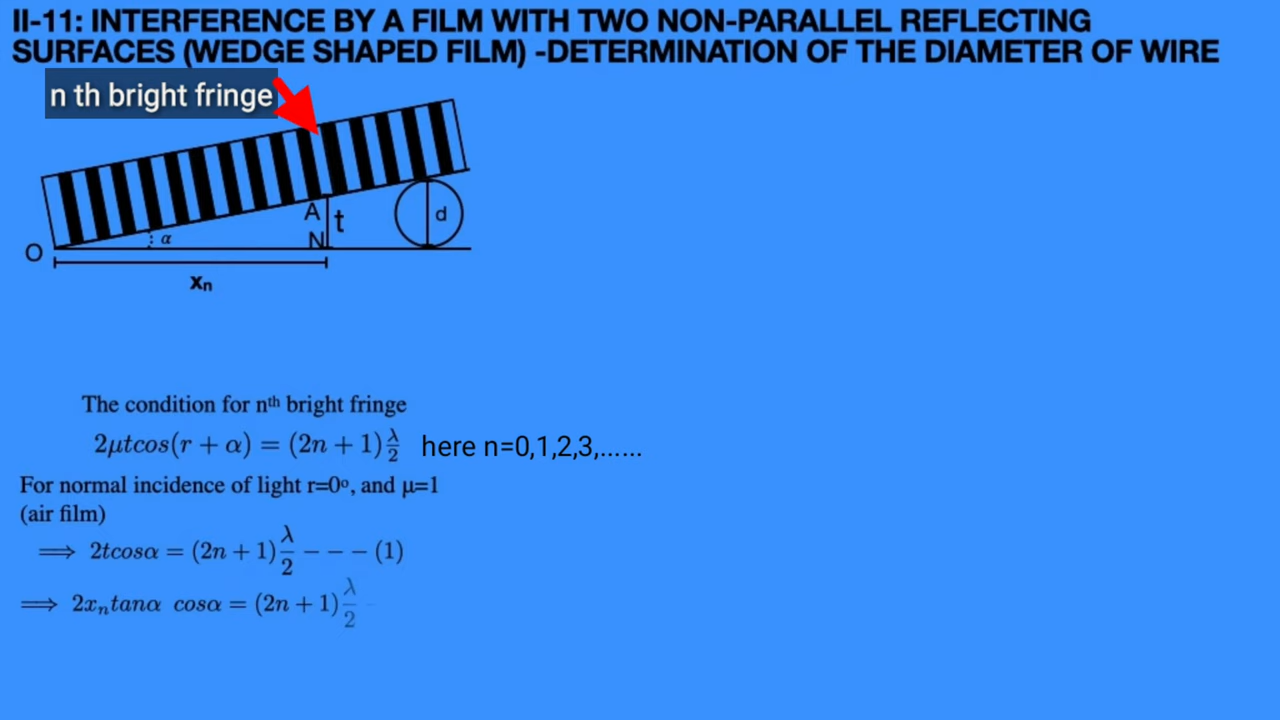 II-11: INTERFERENCE BY A FILM WITH TWO NON-PARALLEL REFLECTING
SURFACES (WEDGE SHAPED FILM) -DETERMINATION OF THE DIAMETER OF WIRE
n th bright fringe
A
t
d
α
N
O
xₙ
The condition for nᵗʰ bright fringe
2μtcos(r + α) = (2n + 1)λ/2 here n=0,1,2,3,......
For normal incidence of light r=0º, and μ=1
(air film)
⟹ 2tcosα = (2n + 1)λ/2 − − − (1)
⟹ 2xₙtanα cosα = (2n + 1)λ/2